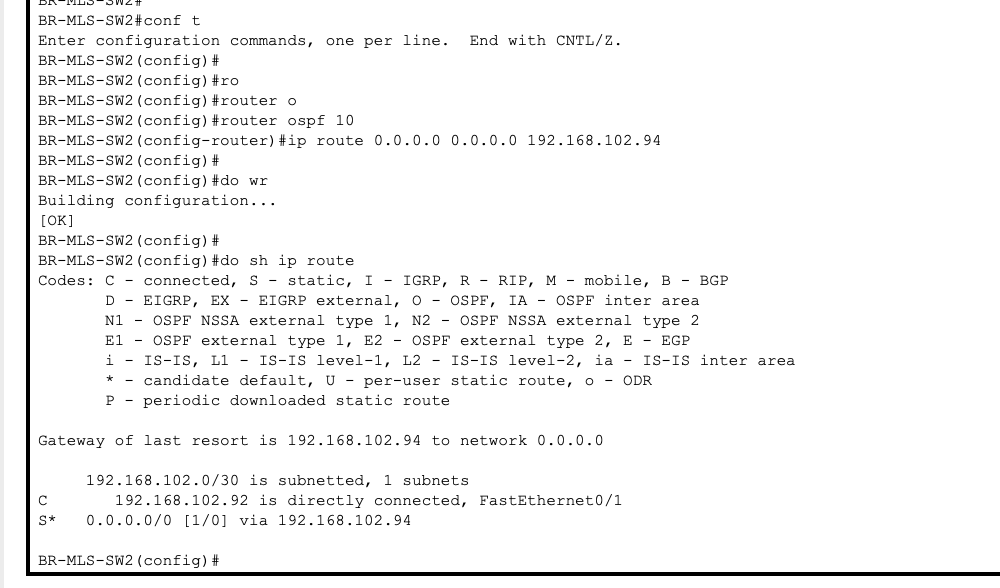 BR-MLS-SW2#
BR-MLS-SW2#conf t
Enter configuration commands, one per line.  End with CNTL/Z.
BR-MLS-SW2(config)#
BR-MLS-SW2(config)#ro
BR-MLS-SW2(config)#router o
BR-MLS-SW2(config)#router ospf 10
BR-MLS-SW2(config-router)#ip route 0.0.0.0 0.0.0.0 192.168.102.94
BR-MLS-SW2(config)#
BR-MLS-SW2(config)#do wr
Building configuration...
[OK]
BR-MLS-SW2(config)#
BR-MLS-SW2(config)#do sh ip route
Codes: C - connected, S - static, I - IGRP, R - RIP, M - mobile, B - BGP
       D - EIGRP, EX - EIGRP external, O - OSPF, IA - OSPF inter area
       N1 - OSPF NSSA external type 1, N2 - OSPF NSSA external type 2
       E1 - OSPF external type 1, E2 - OSPF external type 2, E - EGP
       i - IS-IS, L1 - IS-IS level-1, L2 - IS-IS level-2, ia - IS-IS inter area
       * - candidate default, U - per-user static route, o - ODR
       P - periodic downloaded static route
Gateway of last resort is 192.168.102.94 to network 0.0.0.0
     192.168.102.0/30 is subnetted, 1 subnets
C       192.168.102.92 is directly connected, FastEthernet0/1
S*   0.0.0.0/0 [1/0] via 192.168.102.94
BR-MLS-SW2(config)#